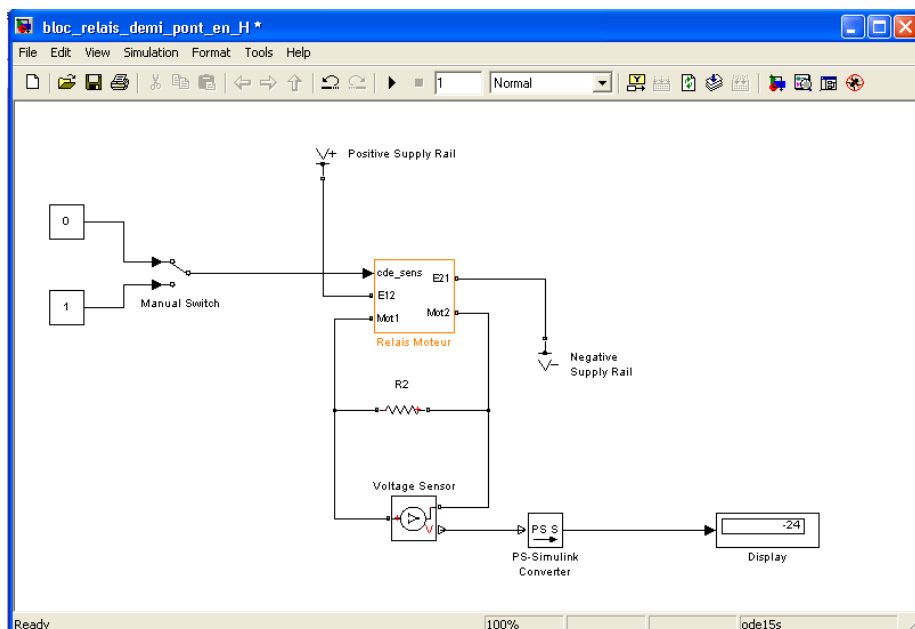 bloc_relais_demi_pont_en_H *
File Edit View Simulation Format Tools Help
1 Normal
V+ Positive Supply Rail
0
cde_sens E21
1
Manual Switch
E12
Mot1 Mot2
Relais Moteur
V-
Negative
Supply Rail
R2
Voltage Sensor
V
PS S
-24
PS-Simulink
Converter
Display
Ready 100% ode15s